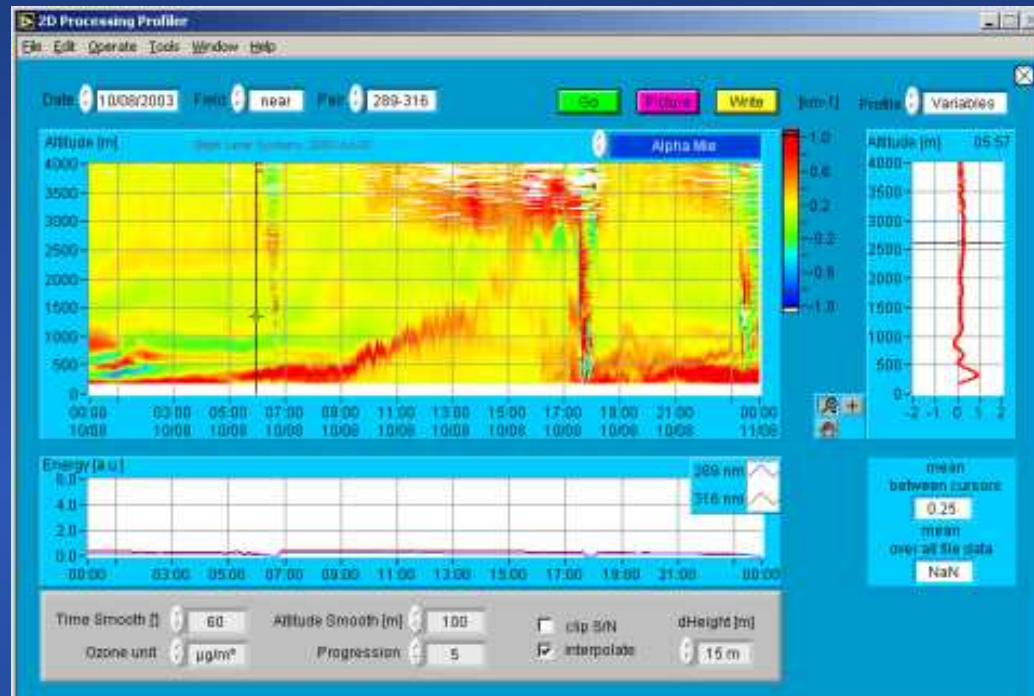 2D Processing Profiler
File Edit Operate Tools Window Help
Date 10/08/2003 Field near Pair 289-316 Go Picture Write [km-1] Profile Variables
Altitude [m] Alpha Mie
4000
3500
3000
2500
2000
1500
1000
500
0
00:00 03:00 05:00 07:00 09:00 11:00 13:00 15:00 17:00 19:00 21:00 00:00
10/08 10/08 10/08 10/08 10/08 10/08 10/08 10/08 10/08 10/08 10/08 11/08
1.0
0.6
0.2
-0.2
-0.6
-1.0
Altitude [m] 05:57
4000
3500
3000
2500
2000
1500
1000
500
0
-2 -1 0 1 2
Energy [a.u.]
6.0
4.0
2.0
0.0
289 nm
316 nm
00:00 03:00 05:00 07:00 09:00 11:00 13:00 15:00 17:00 19:00 21:00 00:00
mean
between cursors
0.25
mean
over all file data
NaN
Time Smooth [] 60 Altitude Smooth [m] 100 clip S/N dHeight [m]
Ozone unit µg/m³ Progression 5 interpolate 15 m